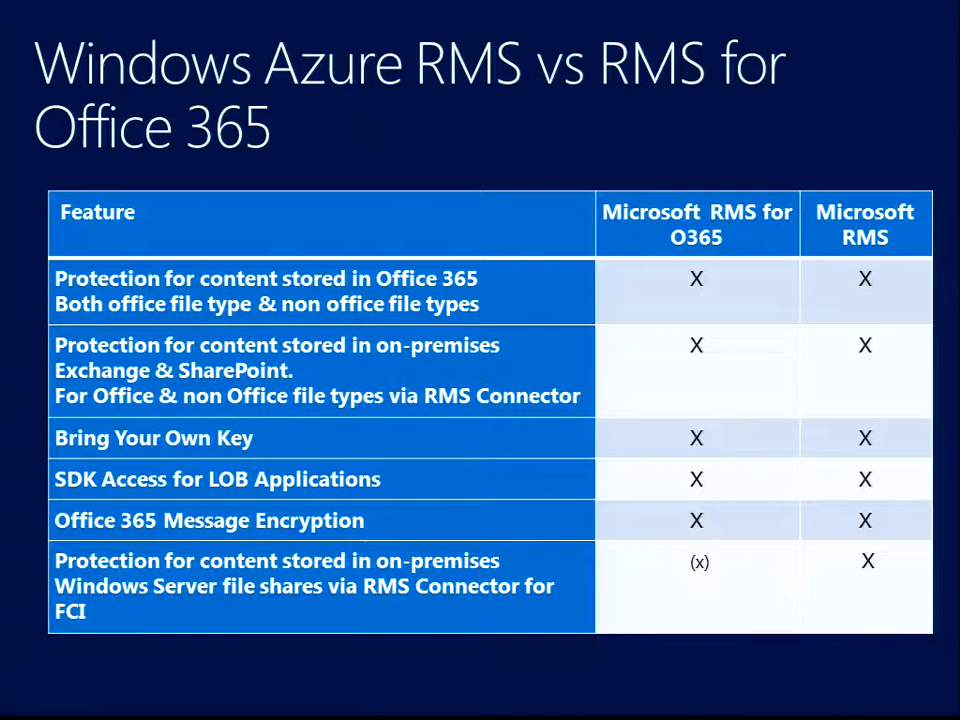 Windows Azure RMS vs RMS for
Office 365
Feature
Microsoft RMS for
O365
Microsoft
RMS
Protection for content stored in Office 365
Both office file type & non office file types
X
X
Protection for content stored in on-premises
Exchange & SharePoint.
For Office & non Office file types via RMS Connector
X
X
Bring Your Own Key
X
X
SDK Access for LOB Applications
X
X
Office 365 Message Encryption
X
X
Protection for content stored in on-premises
Windows Server file shares via RMS Connector for
FCI
(x)
X